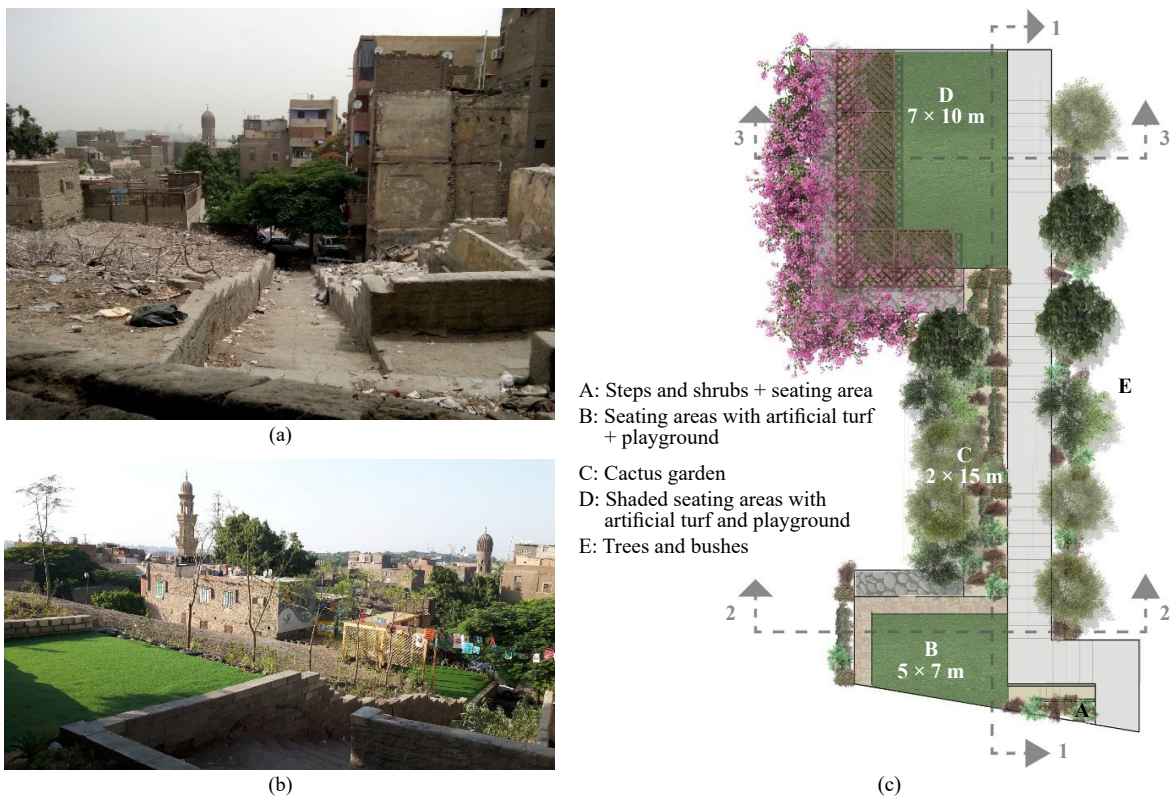 (a)
(b)
1
D
7 × 10 m
3
3
A: Steps and shrubs + seating area
B: Seating areas with artificial turf
+ playground
C: Cactus garden
D: Shaded seating areas with
artificial turf and playground
E: Trees and bushes
E
C
2 × 15 m
2
2
B
5 × 7 m
A
1
(c)